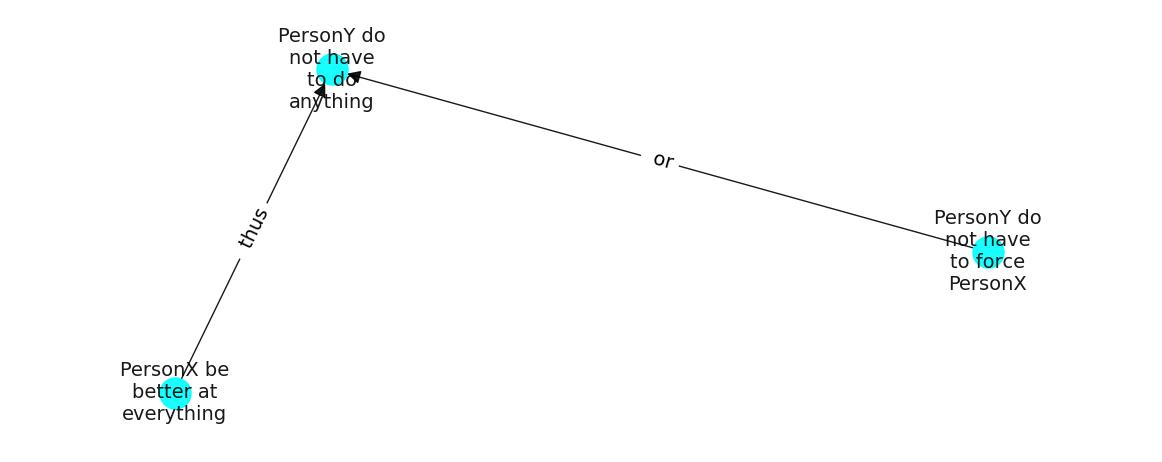 PersonY do
not have
to do
anything
or
thus
PersonY do
not have
to force
PersonX
PersonX be
better at
everything